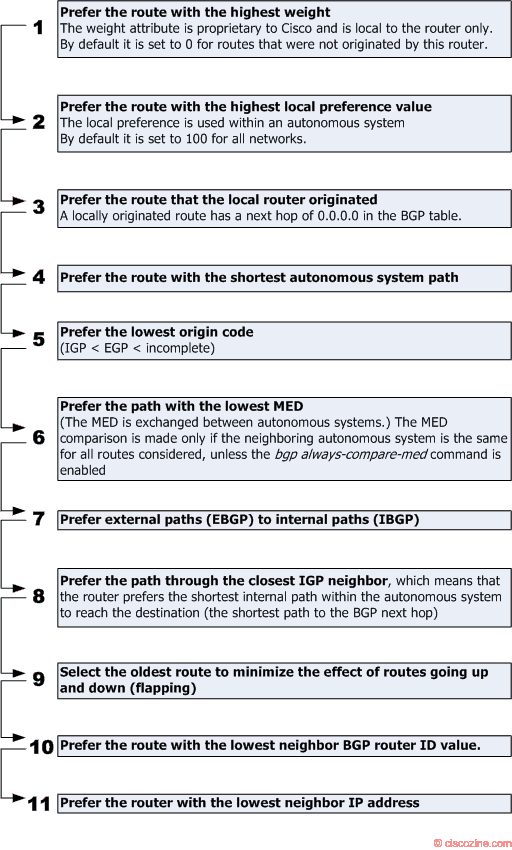 1
Prefer the route with the highest weight
The weight attribute is proprietary to Cisco and is local to the router only.
By default it is set to 0 for routes that were not originated by this router.
2
Prefer the route with the highest local preference value
The local preference is used within an autonomous system
By default it is set to 100 for all networks.
3
Prefer the route that the local router originated
A locally originated route has a next hop of 0.0.0.0 in the BGP table.
4
Prefer the route with the shortest autonomous system path
5
Prefer the lowest origin code
(IGP < EGP < incomplete)
6
Prefer the path with the lowest MED
(The MED is exchanged between autonomous systems.) The MED
comparison is made only if the neighboring autonomous system is the same
for all routes considered, unless the bgp always-compare-med command is
enabled
7
Prefer external paths (EBGP) to internal paths (IBGP)
8
Prefer the path through the closest IGP neighbor, which means that
the router prefers the shortest internal path within the autonomous system
to reach the destination (the shortest path to the BGP next hop)
9
Select the oldest route to minimize the effect of routes going up
and down (flapping)
10
Prefer the route with the lowest neighbor BGP router ID value.
11
Prefer the router with the lowest neighbor IP address
© ciscozine.com